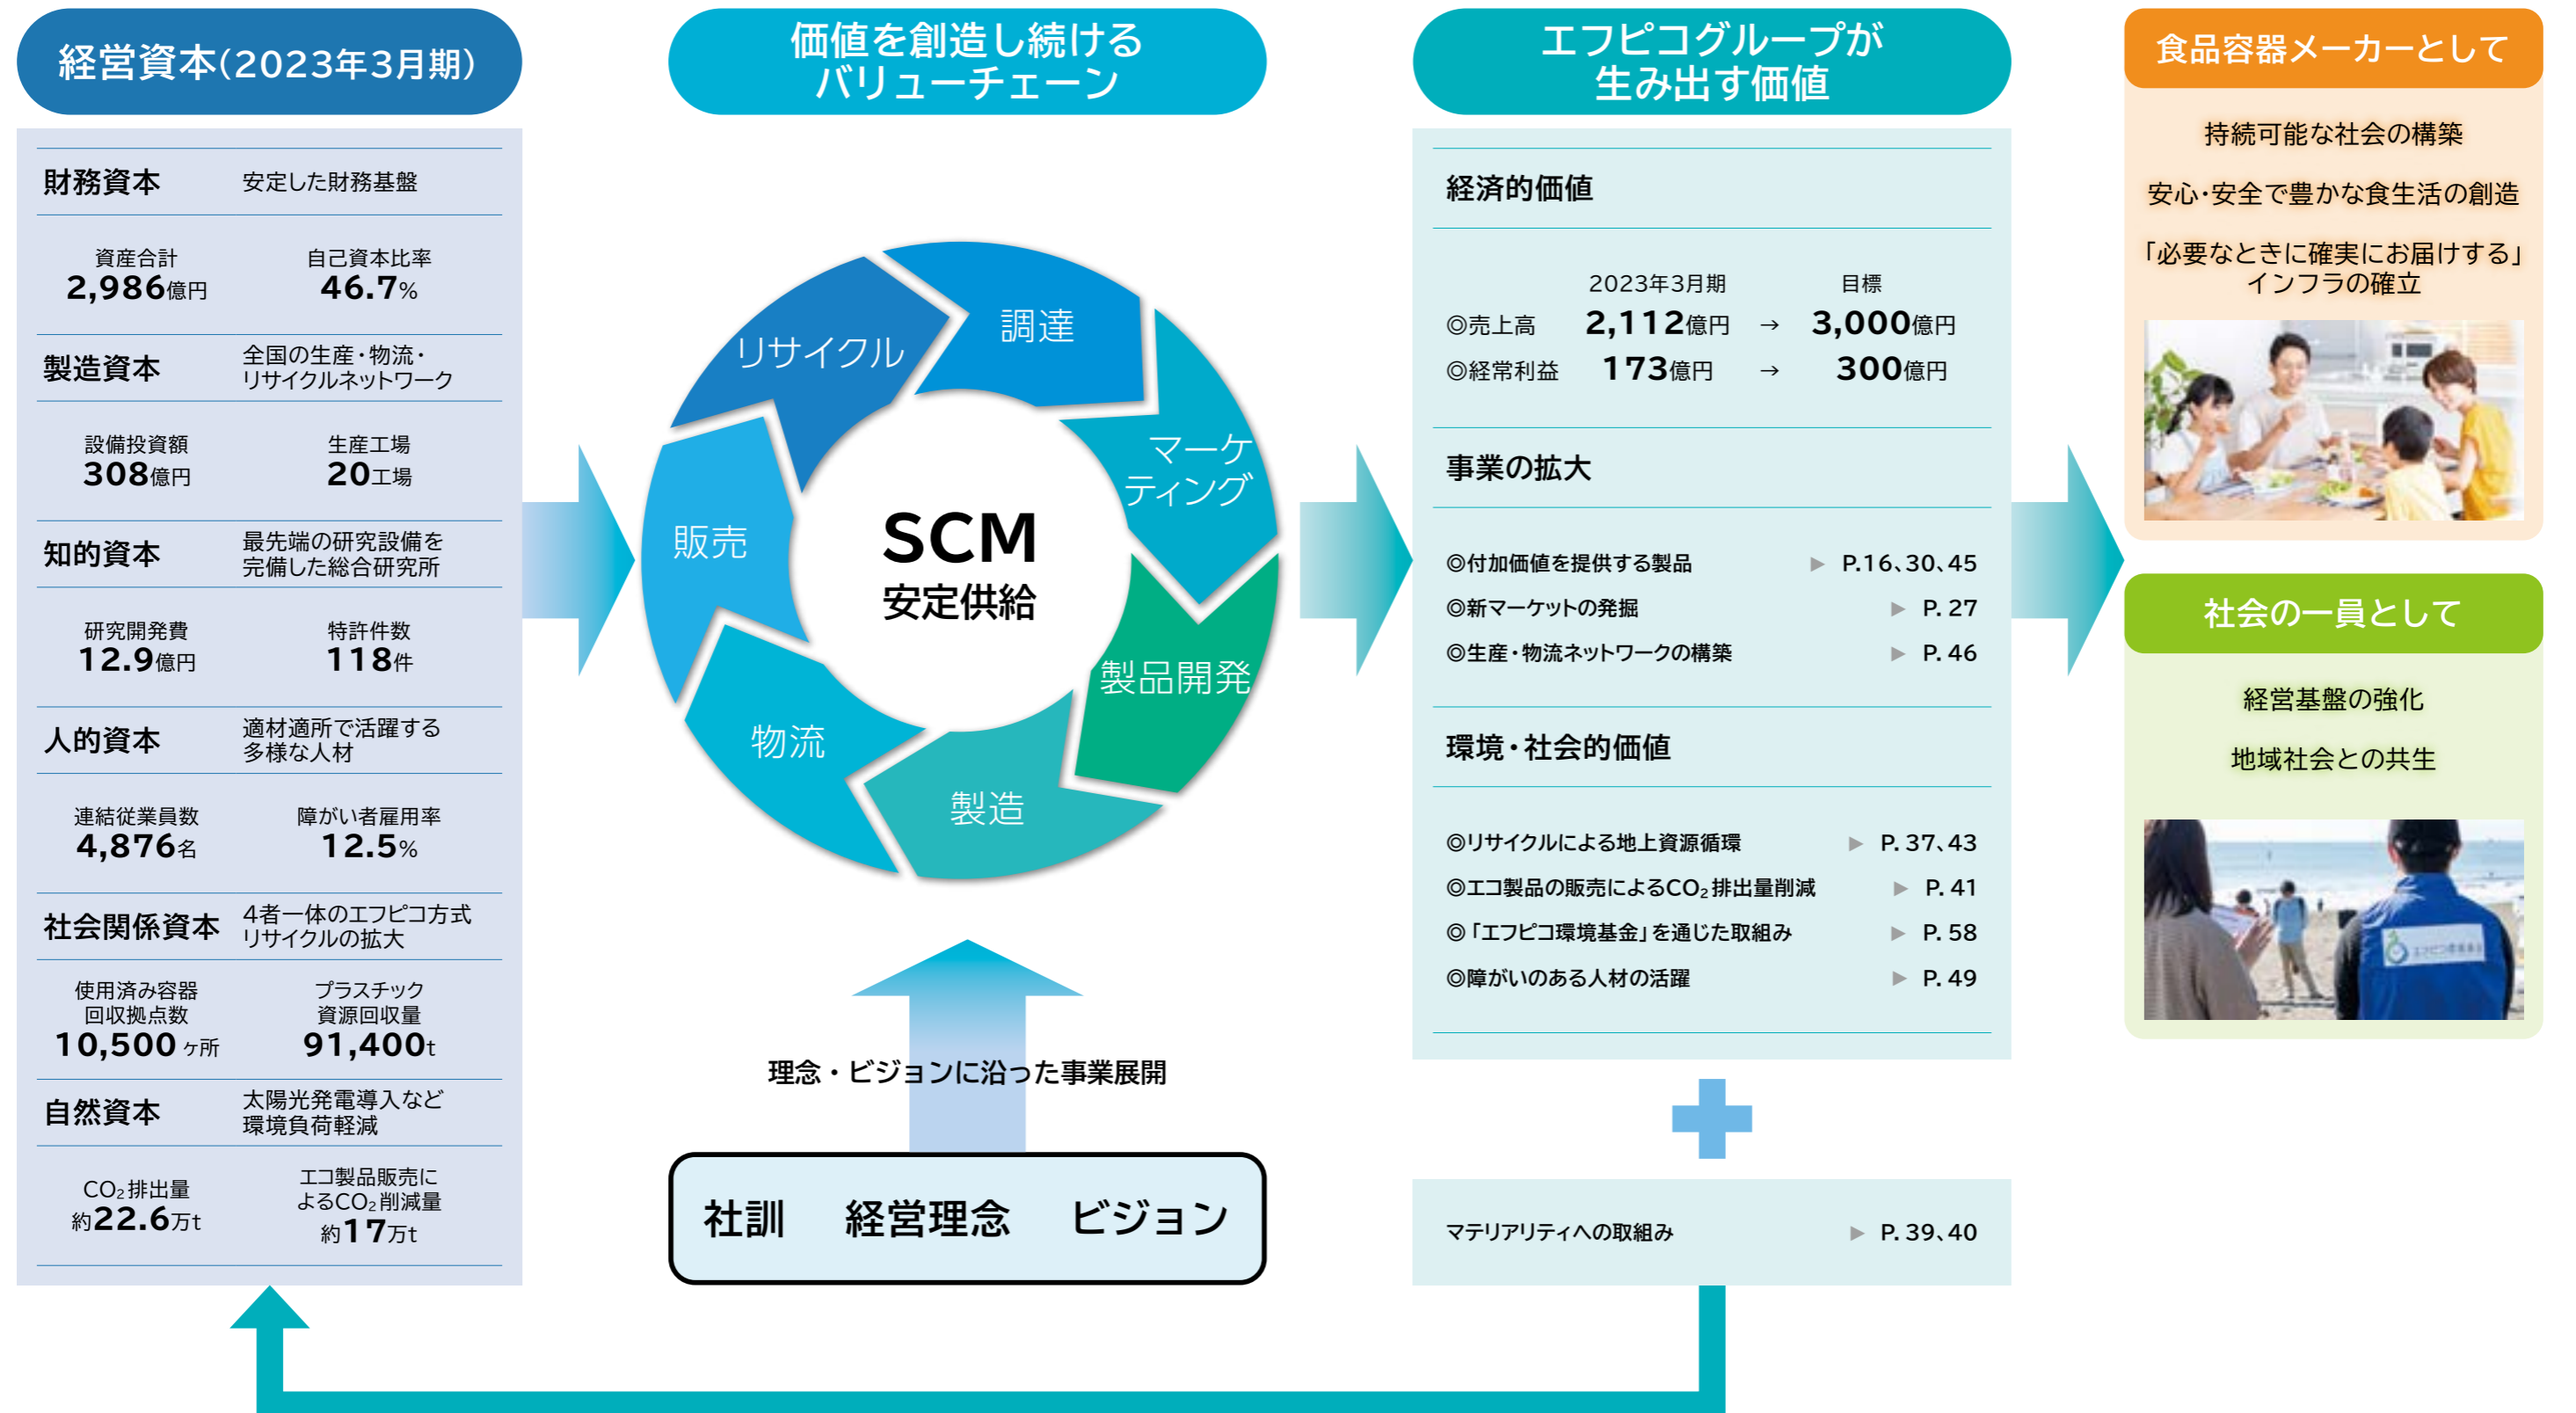 経営資本(2023年3月期)
財務資本
安定した財務基盤
資産合計
2,986億円
自己資本比率
46.7%
製造資本
全国の生産・物流・
リサイクルネットワーク
設備投資額
308億円
生産工場
20工場
知的資本
最先端の研究設備を
完備した総合研究所
研究開発費
12.9億円
特許件数
118件
人的資本
適材適所で活躍する
多様な人材
連結従業員数
4,876名
障がい者雇用率
12.5%
社会関係資本
4者一体のエフピコ方式
リサイクルの拡大
使用済み容器
回収拠点数
10,500ヶ所
プラスチック
資源回収量
91,400t
自然資本
太陽光発電導入など
環境負荷軽減
CO₂排出量
約22.6万t
エコ製品販売に
よるCO₂削減量
約17万t
価値を創造し続ける
バリューチェーン
調達
マーケ
ティング
製品開発
製造
物流
販売
リサイクル
SCM
安定供給
理念・ビジョンに沿った事業展開
社訓 経営理念 ビジョン
エフピコグループが
生み出す価値
経済的価値
2023年3月期 目標
◎売上高 2,112億円 → 3,000億円
◎経常利益 173億円 → 300億円
事業の拡大
◎付加価値を提供する製品 ▶ P.16、30、45
◎新マーケットの発掘 ▶ P. 27
◎生産・物流ネットワークの構築 ▶ P. 46
環境・社会的価値
◎リサイクルによる地上資源循環 ▶ P. 37、43
◎エコ製品の販売によるCO₂排出量削減 ▶ P. 41
◎「エフピコ環境基金」を通じた取組み ▶ P. 58
◎障がいのある人材の活躍 ▶ P. 49
マテリアリティへの取組み ▶ P. 39、40
食品容器メーカーとして
持続可能な社会の構築
安心・安全で豊かな食生活の創造
「必要なときに確実にお届けする」
インフラの確立
社会の一員として
経営基盤の強化
地域社会との共生